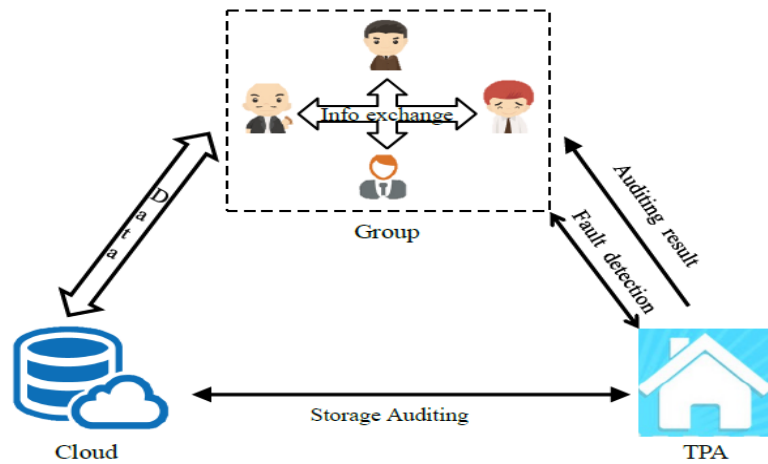 Info exchange
Group
Data
Auditing result
Fault detection
Storage Auditing
Cloud
TPA